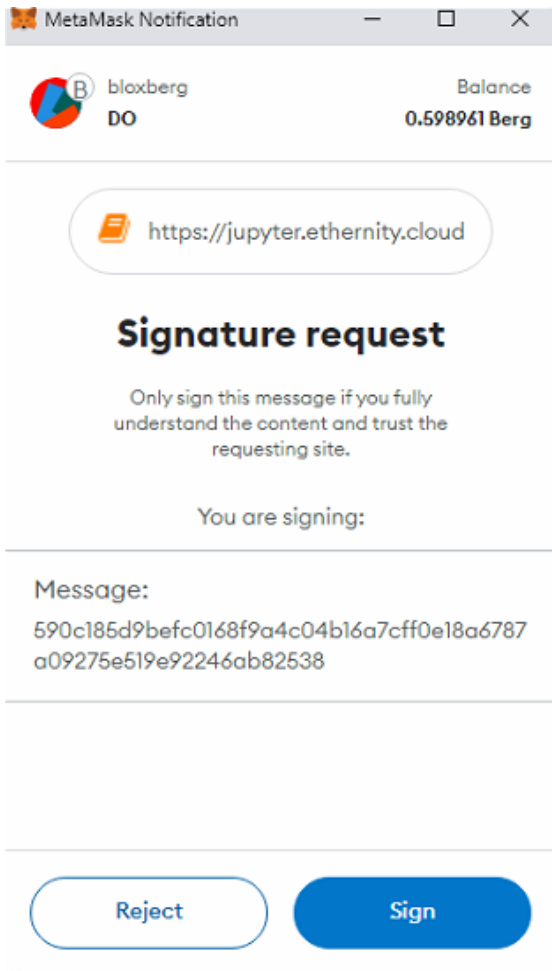 MetaMask Notification
B
bloxberg
Balance
DO
0.598961 Berg
https://jupyter.ethernity.cloud
Signature request
Only sign this message if you fully
understand the content and trust the
requesting site.
You are signing:
Message:
590c185d9befc0168f9a4c04b16a7cff0e18a6787
a09275e519e92246ab82538
Reject
Sign